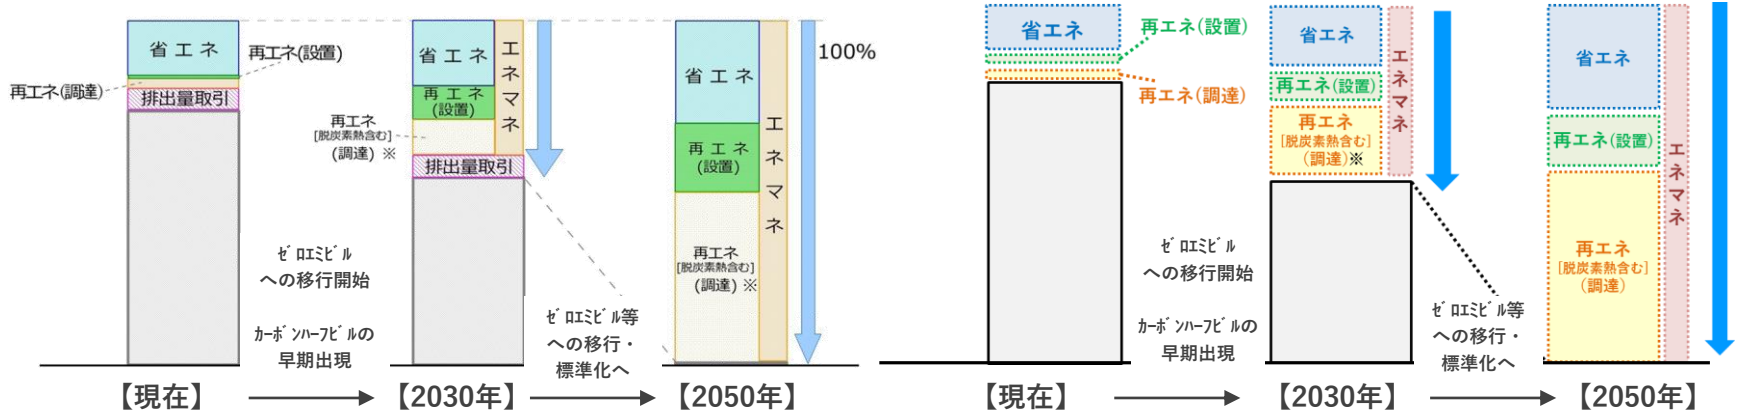 省エネ
再エネ(設置)
再エネ(調達)
排出量取引
ｾﾞﾛｴﾐﾋﾞﾙ
への移行開始
ｶｰﾎﾞﾝﾊｰﾌﾋﾞﾙの
早期出現
【現在】
省エネ
再エネ
(設置)
再エネ
[脱炭素熱含む]
(調達) ※
エネマネ
排出量取引
ｾﾞﾛｴﾐﾋﾞﾙ等
への移行・
標準化へ
【2030年】
100%
省エネ
再エネ
(設置)
再エネ
[脱炭素熱含む]
(調達) ※
エネマネ
【2050年】
省エネ
再エネ(設置)
再エネ(調達)
ｾﾞﾛｴﾐﾋﾞﾙ
への移行開始
ｶｰﾎﾞﾝﾊｰﾌﾋﾞﾙの
早期出現
【現在】
省エネ
再エネ(設置)
再エネ
[脱炭素熱含む]
(調達)※
エネマネ
ｾﾞﾛｴﾐﾋﾞﾙ等
への移行・
標準化へ
【2030年】
省エネ
再エネ(設置)
再エネ
[脱炭素熱含む]
(調達)
エネマネ
【2050年】